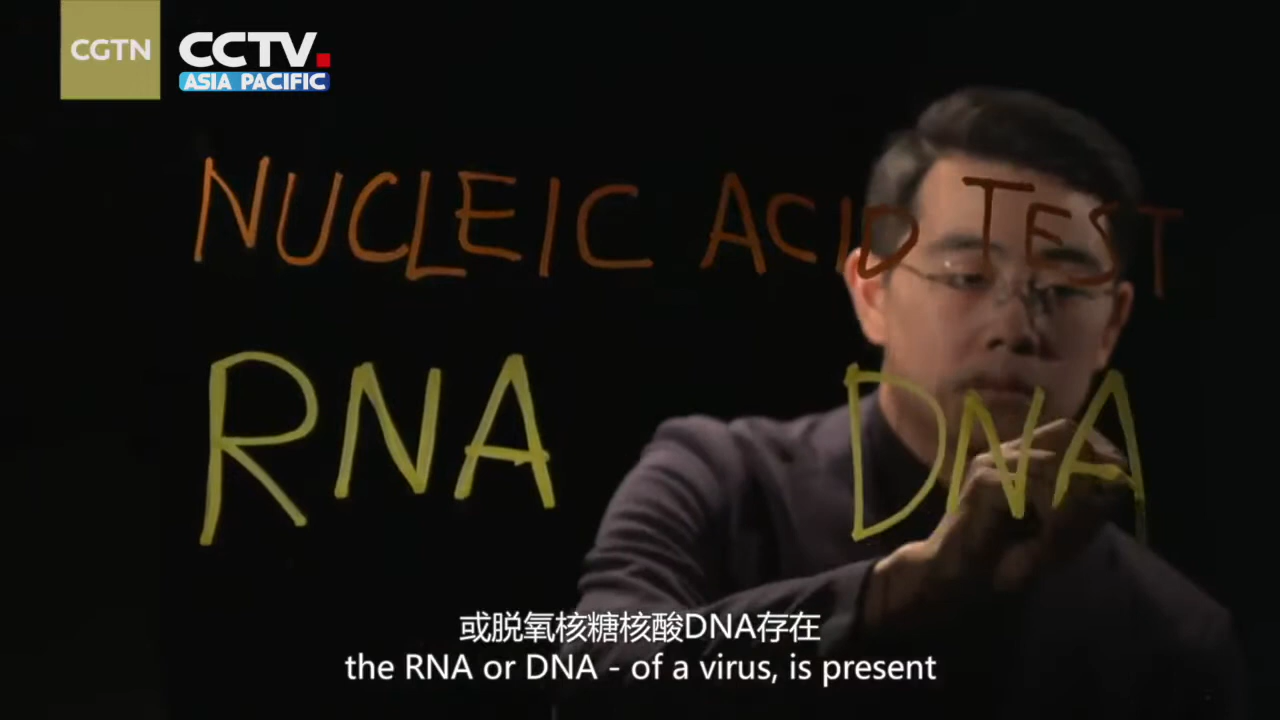 CGTN
CCTV.
ASIA PACIFIC
NUCLEIC ACID TEST
RNA DNA
或脱氧核糖核酸DNA存在
the RNA or DNA - of a virus, is present